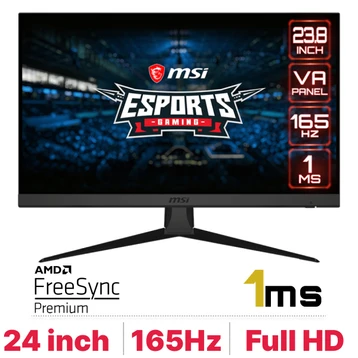 msi
ESPORTS
GAMING
23.8
INCH
VA
PANEL
165
HZ
1
MS
msi
AMD
FreeSync
Premium
1ms
24 inch
165Hz
Full HD